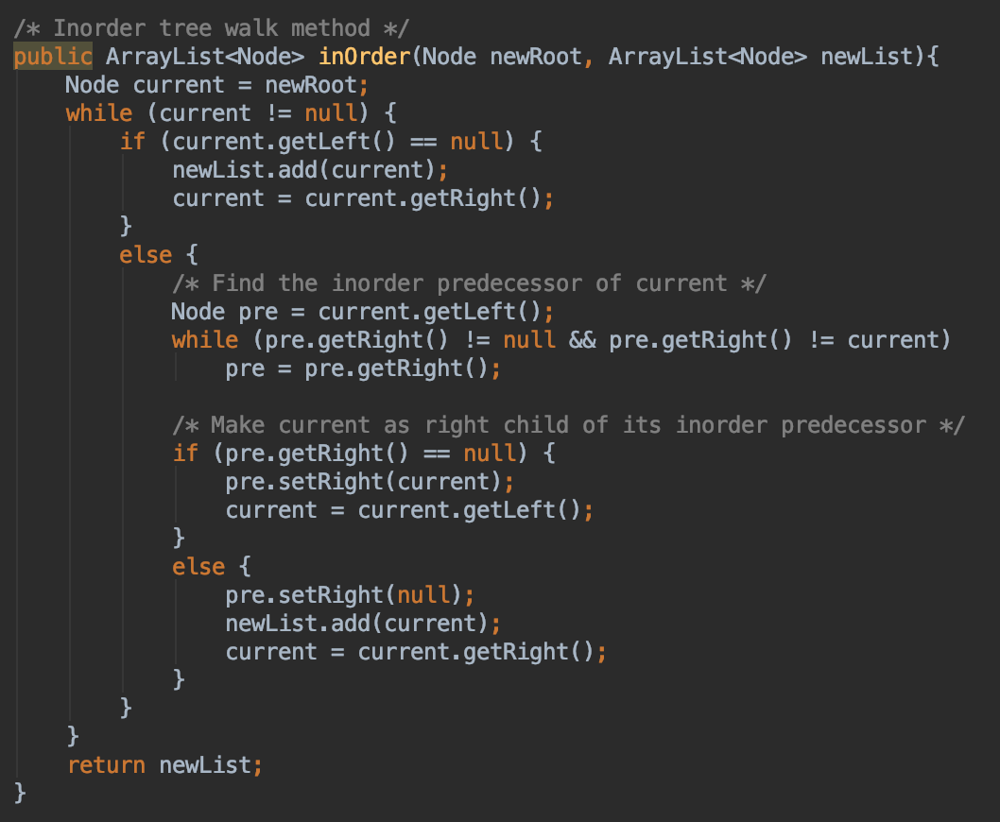 /* Inorder tree walk method */
public ArrayList<Node> inOrder(Node newRoot, ArrayList<Node> newList){
    Node current = newRoot;
    while (current != null) {
        if (current.getLeft() == null) {
            newList.add(current);
            current = current.getRight();
        }
        else {
            /* Find the inorder predecessor of current */
            Node pre = current.getLeft();
            while (pre.getRight() != null && pre.getRight() != current)
                pre = pre.getRight();

            /* Make current as right child of its inorder predecessor */
            if (pre.getRight() == null) {
                pre.setRight(current);
                current = current.getLeft();
            }
            else {
                pre.setRight(null);
                newList.add(current);
                current = current.getRight();
            }
        }
    }
    return newList;
}